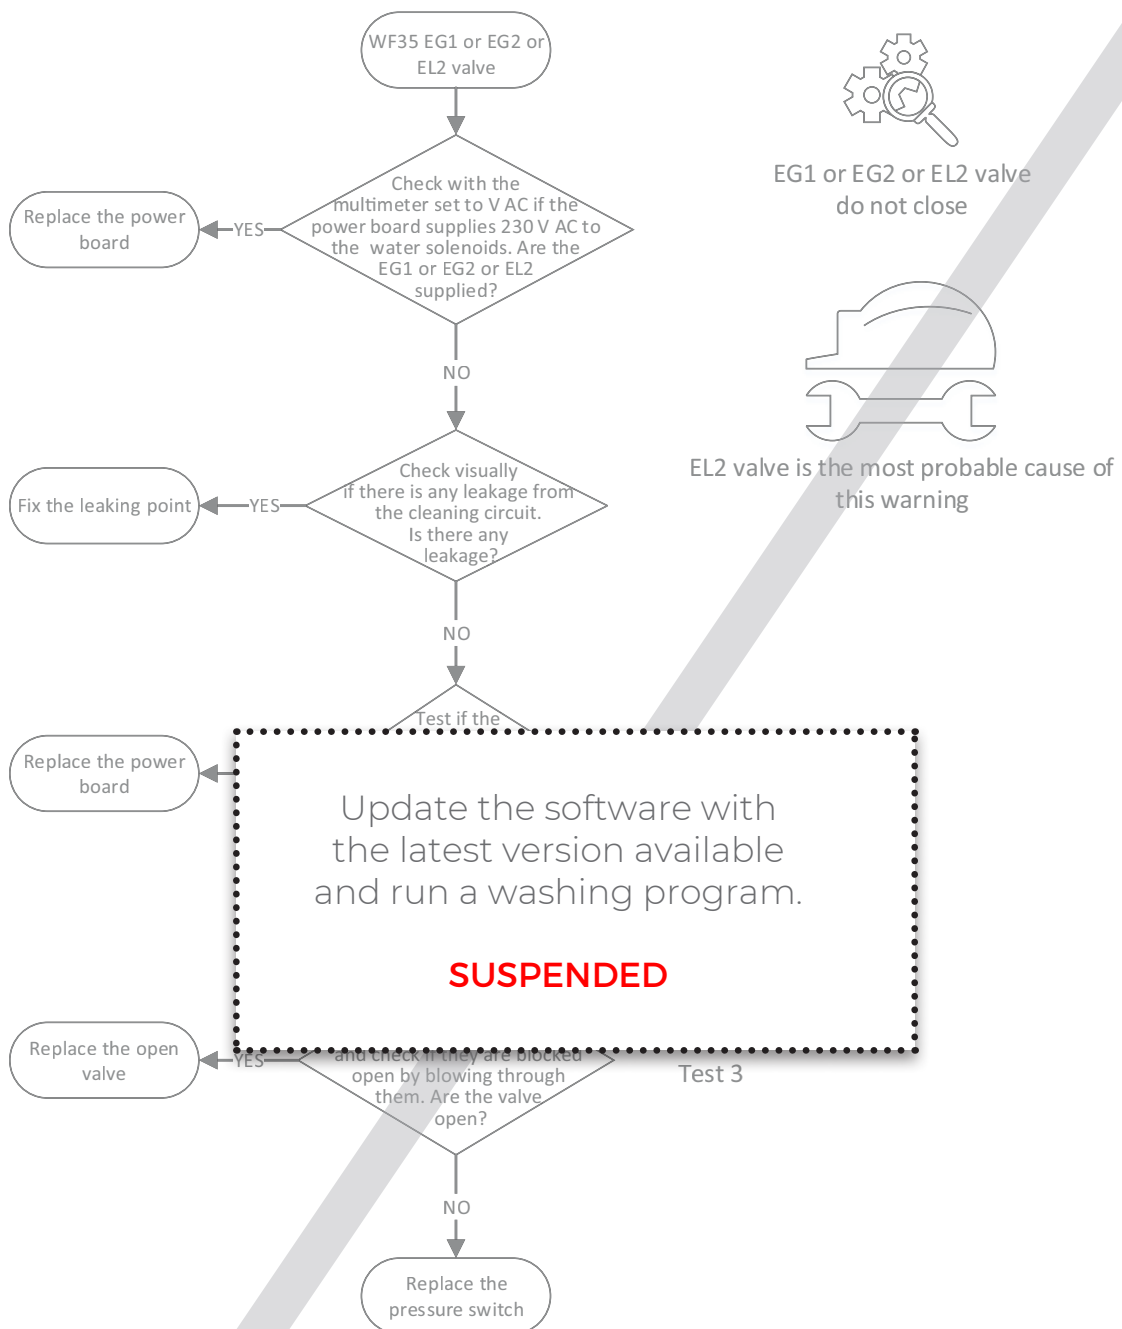 WF35 EG1 or EG2 or
EL2 valve
EG1 or EG2 or EL2 valve
do not close
Check with the
multimeter set to V AC if the
power board supplies 230 V AC to
the water solenoids. Are the
EG1 or EG2 or EL2
supplied?
YES
Replace the power
board
NO
EL2 valve is the most probable cause of
this warning
Check visually
if there is any leakage from
the cleaning circuit.
Is there any
leakage?
YES
Fix the leaking point
NO
Test if the
Replace the power
board
Update the software with
the latest version available
and run a washing program.
SUSPENDED
and check if they are blocked
open by blowing through
them. Are the valve
open?
YES
Replace the open
valve
Test 3
NO
Replace the
pressure switch